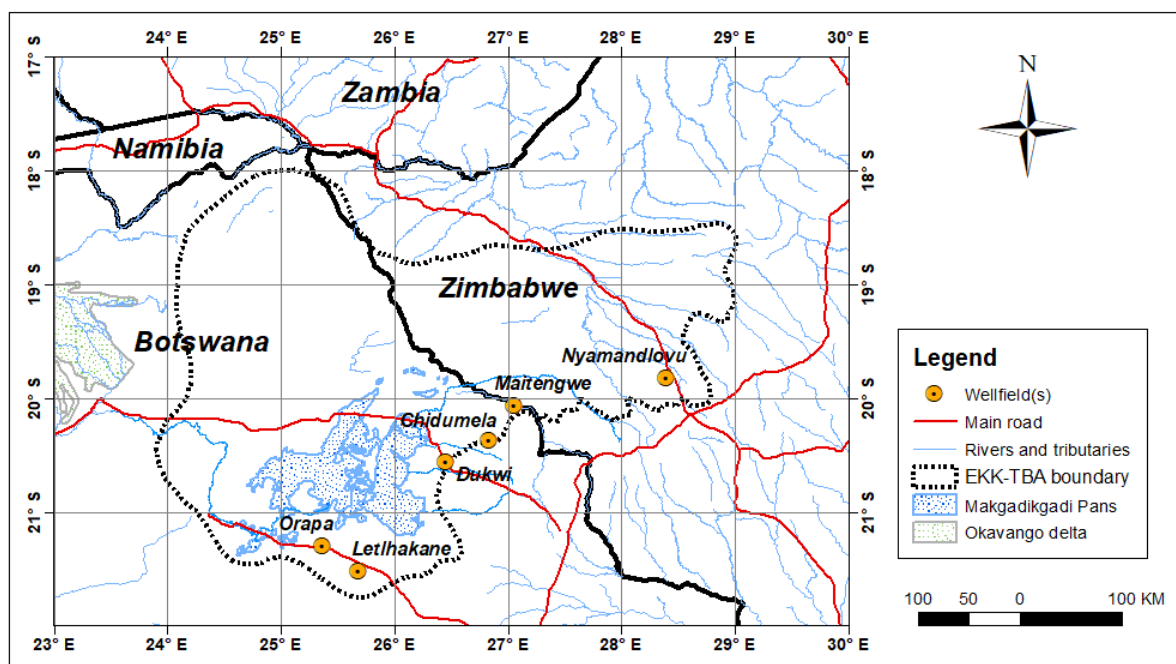 24° E 25° E 26° E 27° E 28° E 29° E 30° E
N
17° S 17° S
Zambia
Namibia
18° S 18° S
19° S 19° S
Zimbabwe
Botswana
Nyamandlovu
Maitengwe
20° S 20° S
Chidumela
Dukwi
21° S 21° S
Orapa
Letlhakane
23° E 24° E 25° E 26° E 27° E 28° E 29° E 30° E
Legend
Wellfield(s)
Main road
Rivers and tributaries
EKK-TBA boundary
Makgadikgadi Pans
Okavango delta
100 50 0 100 KM